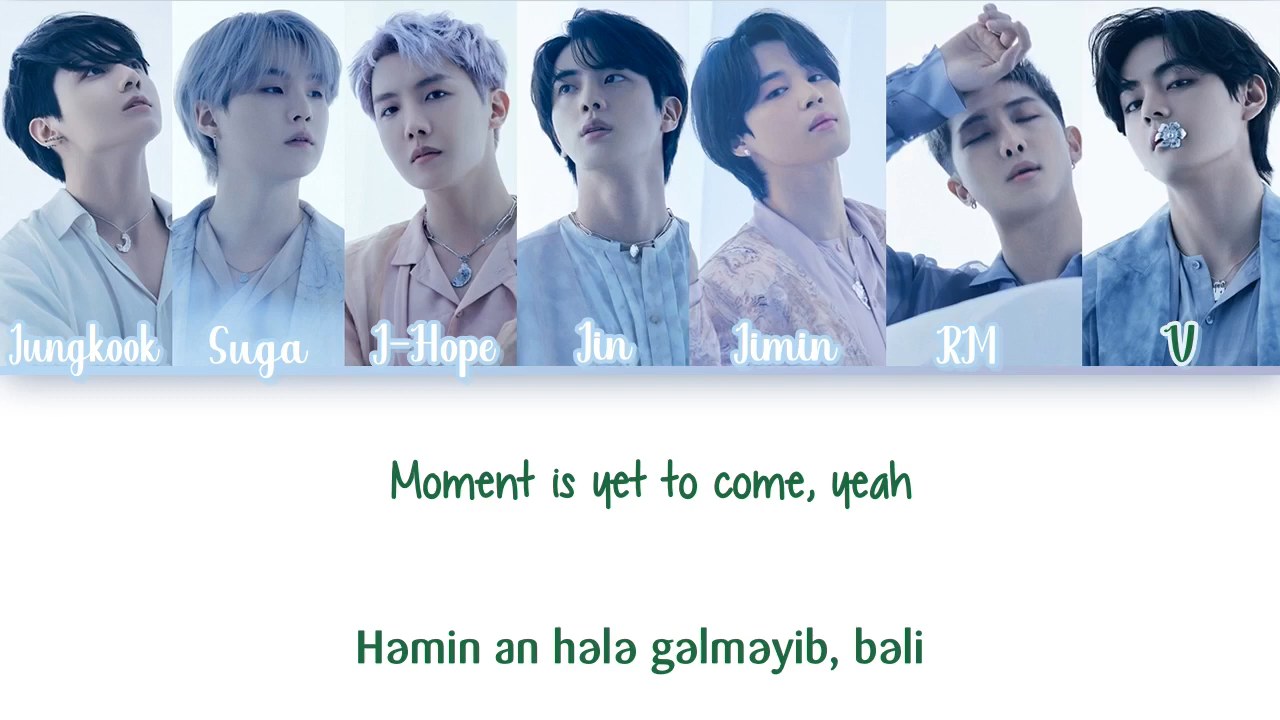 Jungkook Suga J-Hope Jin Jimin RM V
Moment is yet to come, yeah
Həmin an hələ gəlməyib, bəli